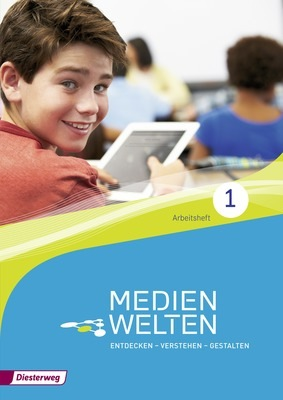 Arbeitsheft 1
MEDIEN
WELTEN
ENTDECKEN – VERSTEHEN – GESTALTEN
Diesterweg